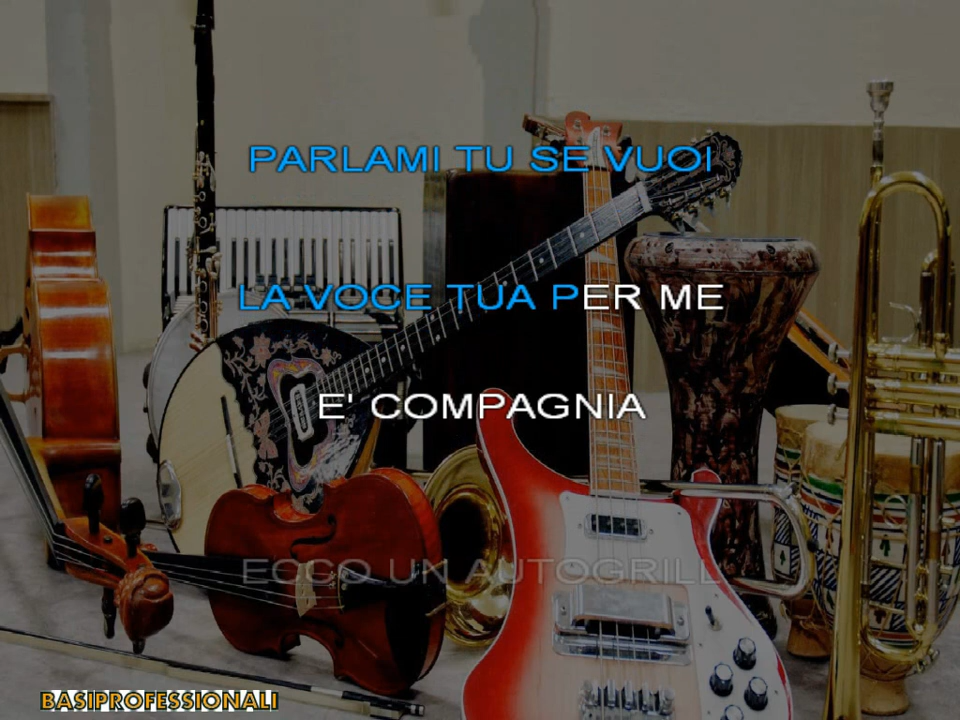 PARLAMI TU SE VUOI
LA VOCE TUA PER ME
E' COMPAGNIA
ECCO UN AUTOGRILL
BASIPROFESSIONALI